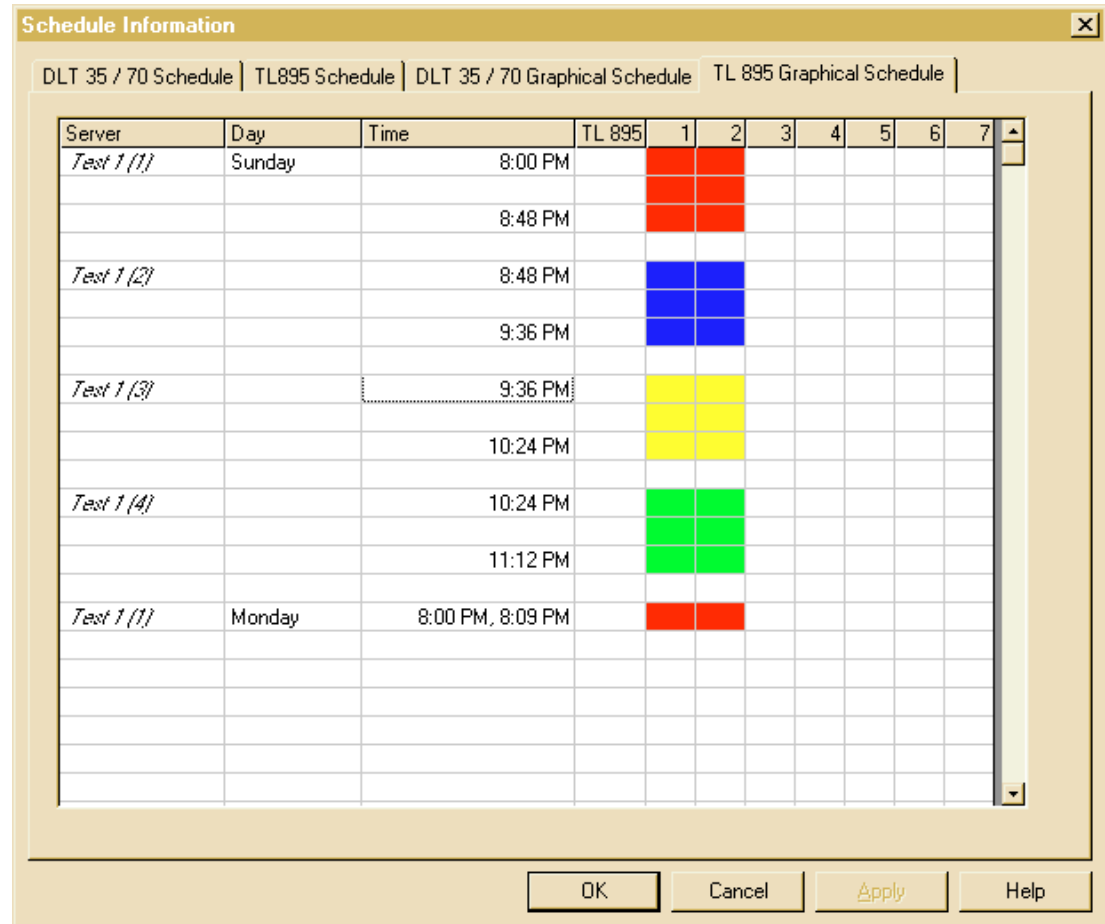 Schedule Information
DLT 35 / 70 Schedule TL895 Schedule DLT 35 / 70 Graphical Schedule TL 895 Graphical Schedule
Server Day Time TL 895 1 2 3 4 5 6 7
Test 1 (1) Sunday 8:00 PM
8:48 PM
Test 1 (2) 8:48 PM
9:36 PM
Test 1 (3) 9:36 PM
10:24 PM
Test 1 (4) 10:24 PM
11:12 PM
Test 1 (1) Monday 8:00 PM, 8:09 PM
OK Cancel Apply Help